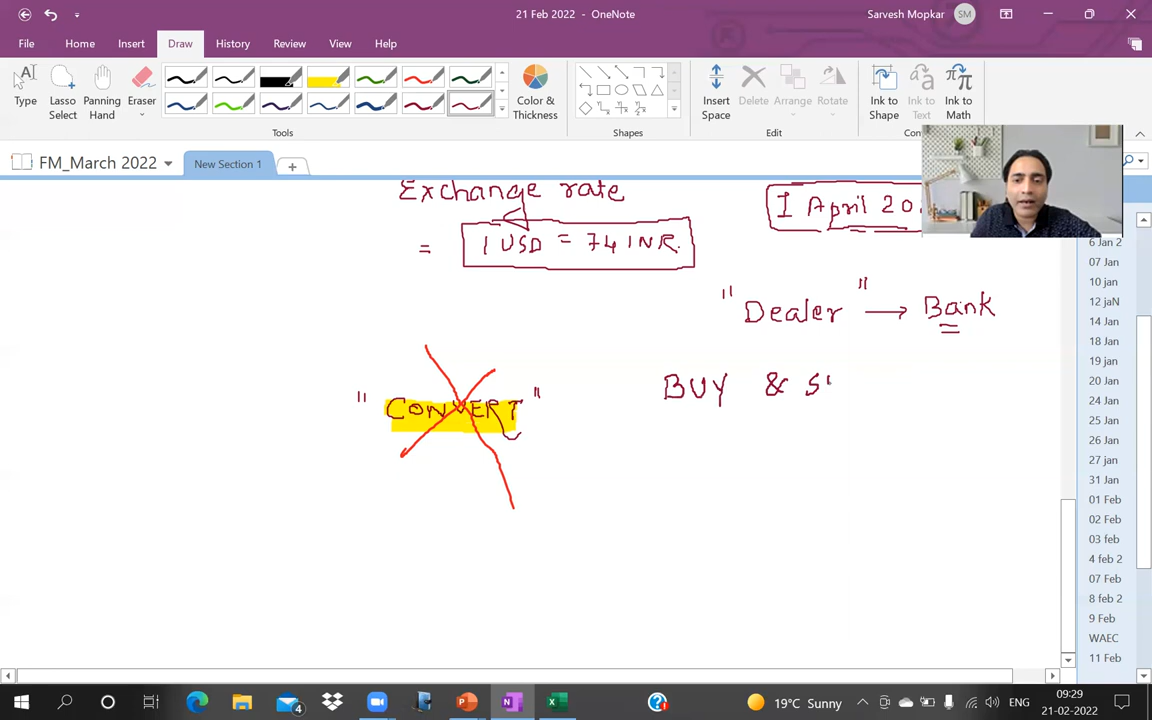 21 Feb 2022 - OneNote
Sarvesh Mopkar SM
File Home Insert Draw History Review View Help
Type Lasso Select Panning Hand Eraser Color & Thickness Insert Space Delete Arrange Rotate Ink to Shape Ink to Text Ink to Math
Tools Shapes Edit
FM_March 2022 New Section 1
Exchange rate
1 April 20
= 1 USD = 74 INR.
"Dealer" → Bank
"CONVERT"
BUY & S
6 Jan 2
07 Jan
10 jan
12 jaN
14 Jan
18 Jan
19 jan
20 Jan
24 Jan
25 Jan
26 Jan
27 jan
31 Jan
01 Feb
02 Feb
03 feb
4 feb 2
07 Feb
8 feb 2
9 Feb
WAEC
11 Feb
4
19°C Sunny
ENG
09:29
21-02-2022